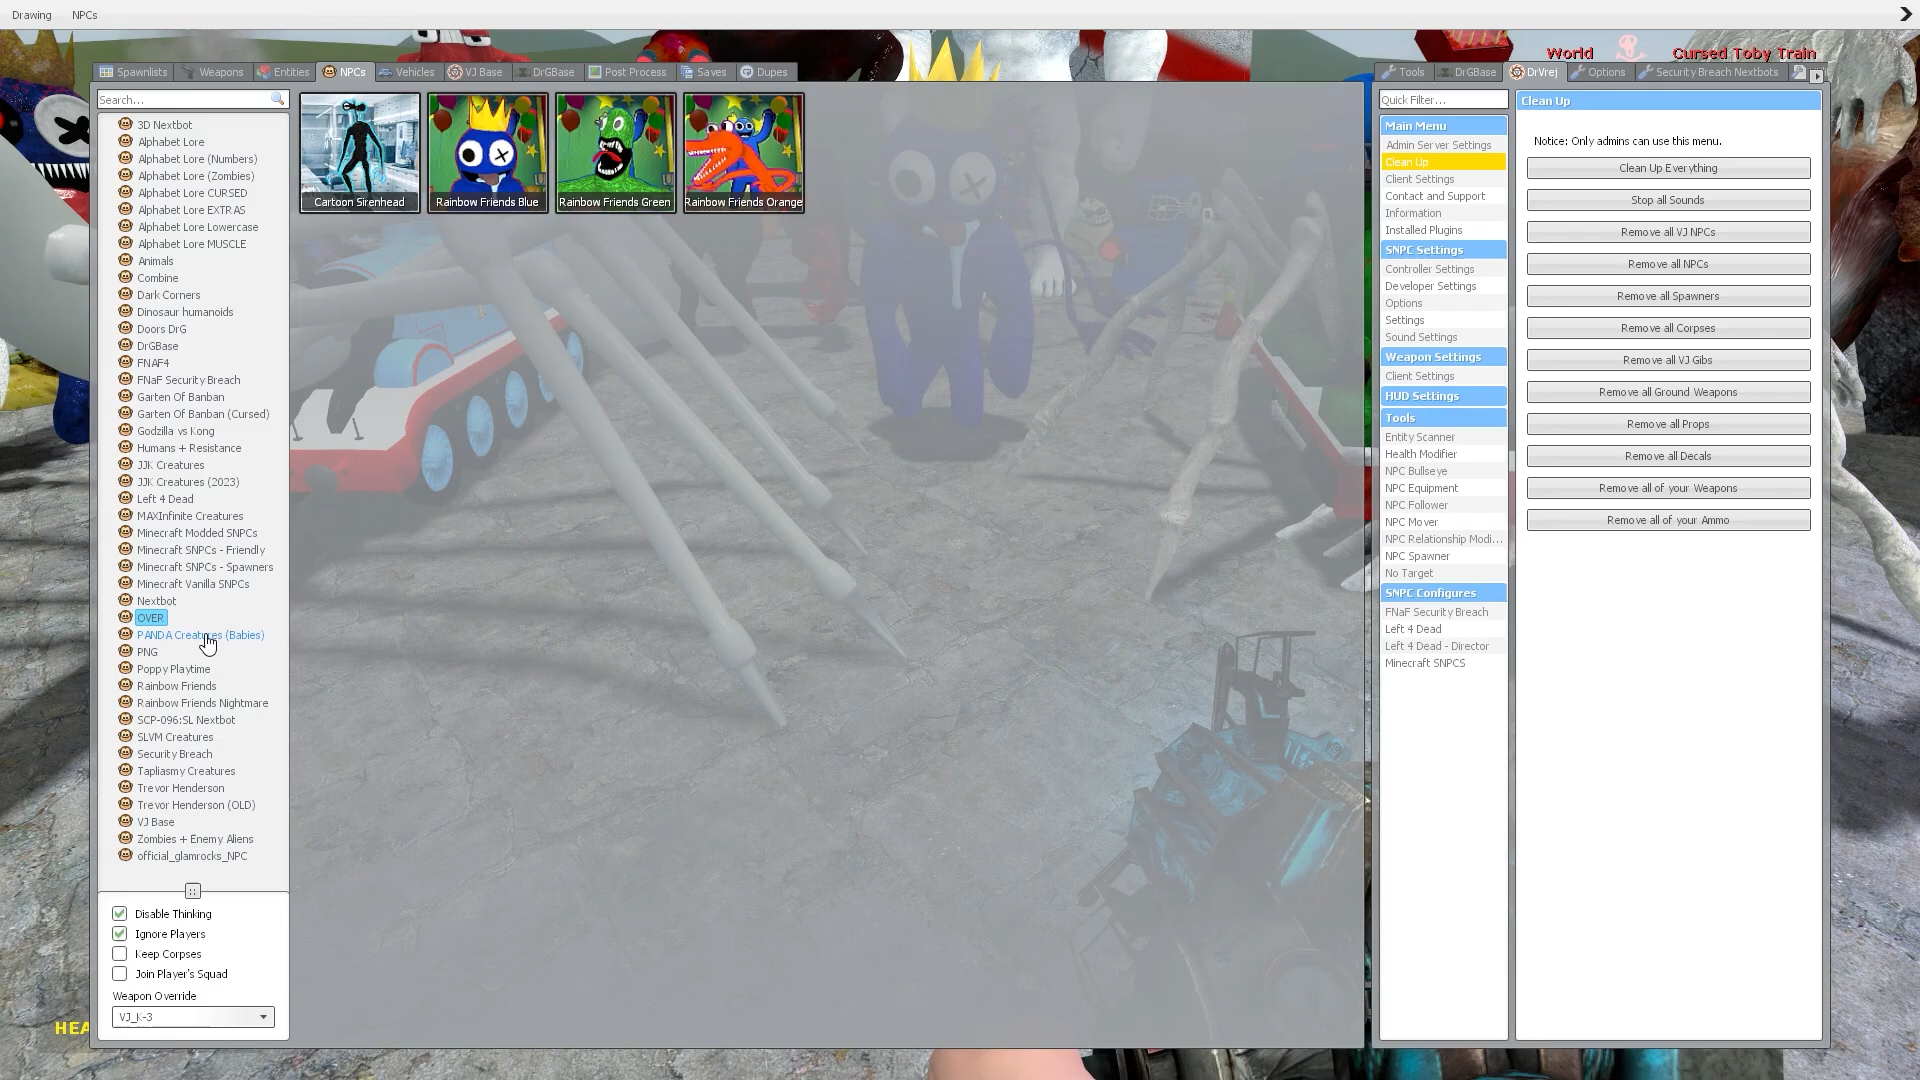 Drawing NPCs
World Cursed Toby Train
Spawnlists Weapons Entities NPCs Vehicles VJ Base DrGBase Post Process Saves Dupes
Tools DrGBase DrVrej Options Security Breach Nextbots
Search...
3D Nextbot
Alphabet Lore
Alphabet Lore (Numbers)
Alphabet Lore (Zombies)
Alphabet Lore CURSED
Alphabet Lore EXTRAS
Alphabet Lore Lowercase
Alphabet Lore MUSCLE
Animals
Combine
Dark Corners
Dinosaur humanoids
Doors DrG
DrGBase
FNAF4
FNaF Security Breach
Garten Of Banban
Garten Of Banban (Cursed)
Godzilla vs Kong
Humans + Resistance
JJK Creatures
JJK Creatures (2023)
Left 4 Dead
MAXInfinite Creatures
Minecraft Modded SNPCs
Minecraft SNPCs - Friendly
Minecraft SNPCs - Spawners
Minecraft Vanilla SNPCs
Nextbot
OVER
PANDA Creatures (Babies)
PNG
Poppy Playtime
Rainbow Friends
Rainbow Friends Nightmare
SCP-096:SL Nextbot
SLVM Creatures
Security Breach
Tapliasmy Creatures
Trevor Henderson
Trevor Henderson (OLD)
VJ Base
Zombies + Enemy Aliens
official_glamrocks_NPC
Disable Thinking
Ignore Players
Keep Corpses
Join Player's Squad
Weapon Override
VJ_K-3
HEA
Cartoon Sirenhead
Rainbow Friends Blue
Rainbow Friends Green
Rainbow Friends Orange
Quick Filter...
Main Menu
Admin Server Settings
Clean Up
Client Settings
Contact and Support
Information
Installed Plugins
SNPC Settings
Controller Settings
Developer Settings
Options
Settings
Sound Settings
Weapon Settings
Client Settings
HUD Settings
Tools
Entity Scanner
Health Modifier
NPC Bullseye
NPC Equipment
NPC Follower
NPC Mover
NPC Relationship Modi...
NPC Spawner
No Target
SNPC Configures
FNaF Security Breach
Left 4 Dead
Left 4 Dead - Director
Minecraft SNPCS
Clean Up
Notice: Only admins can use this menu.
Clean Up Everything
Stop all Sounds
Remove all VJ NPCs
Remove all NPCs
Remove all Spawners
Remove all Corpses
Remove all VJ Gibs
Remove all Ground Weapons
Remove all Props
Remove all Decals
Remove all of your Weapons
Remove all of your Ammo